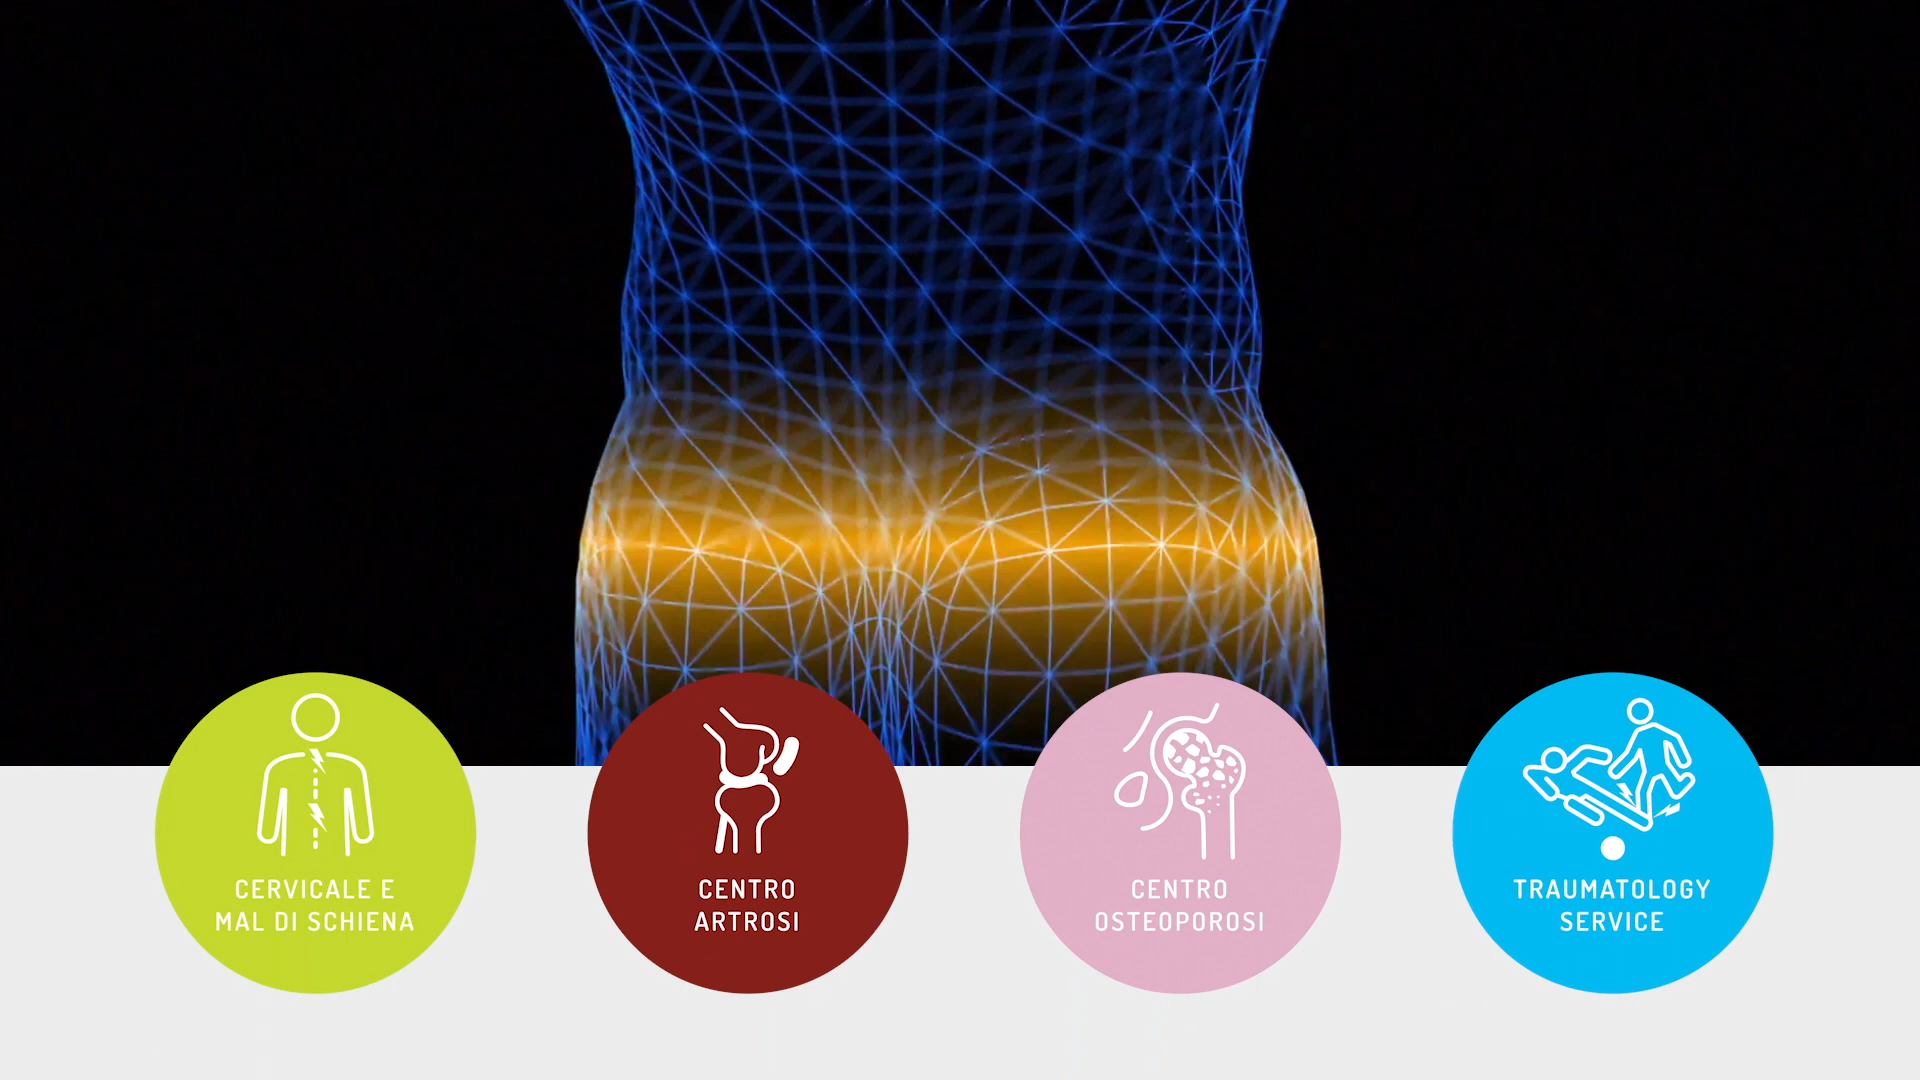 CERVICALE E
MAL DI SCHIENA
CENTRO
ARTROSI
CENTRO
OSTEOPOROSI
TRAUMATOLOGY
SERVICE